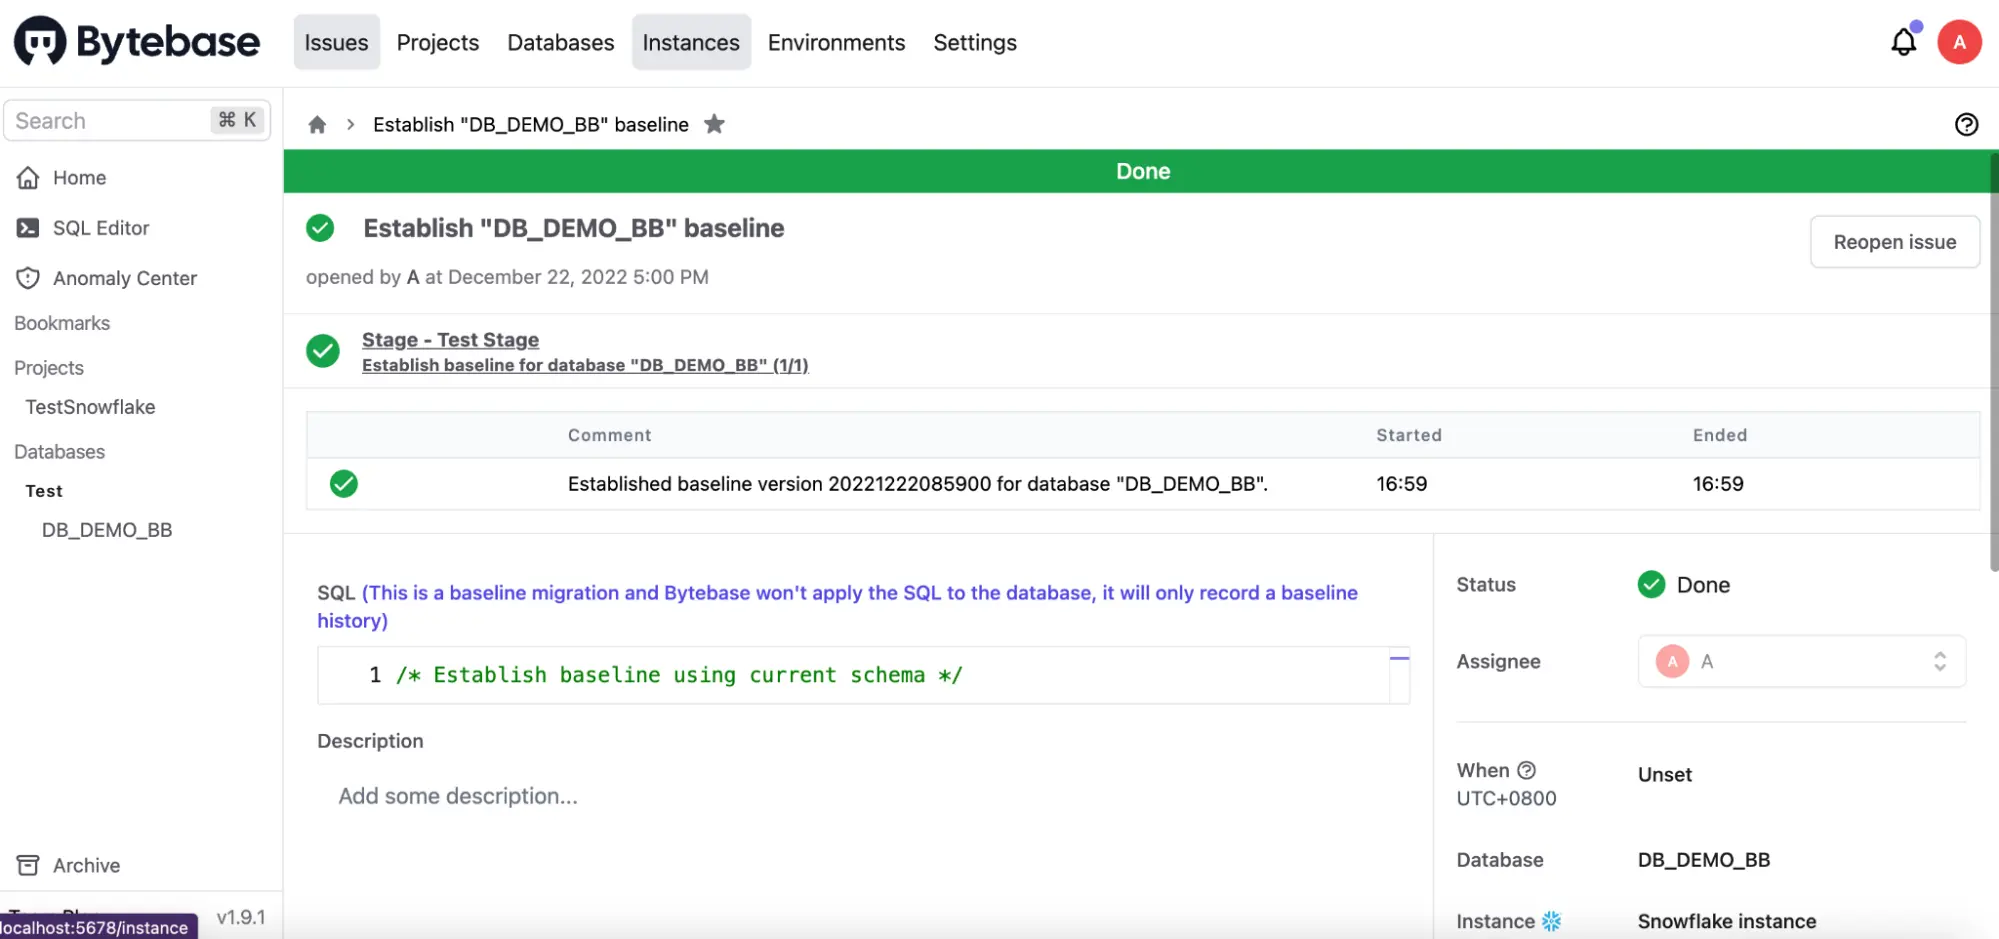 Bytebase
Issues Projects Databases Instances Environments Settings
A
Search ⌘ K
Establish "DB_DEMO_BB" baseline
Done
Home
SQL Editor
Anomaly Center
Bookmarks
Projects
TestSnowflake
Databases
Test
DB_DEMO_BB
Archive
v1.9.1
localhost:5678/instance
Establish "DB_DEMO_BB" baseline
Reopen issue
opened by A at December 22, 2022 5:00 PM
Stage - Test Stage
Establish baseline for database "DB_DEMO_BB" (1/1)
Comment Started Ended
Established baseline version 20221222085900 for database "DB_DEMO_BB". 16:59 16:59
SQL (This is a baseline migration and Bytebase won't apply the SQL to the database, it will only record a baseline
history)
1 /* Establish baseline using current schema */
Description
Add some description...
Status Done
Assignee A A
When Unset
UTC+0800
Database DB_DEMO_BB
Instance Snowflake instance